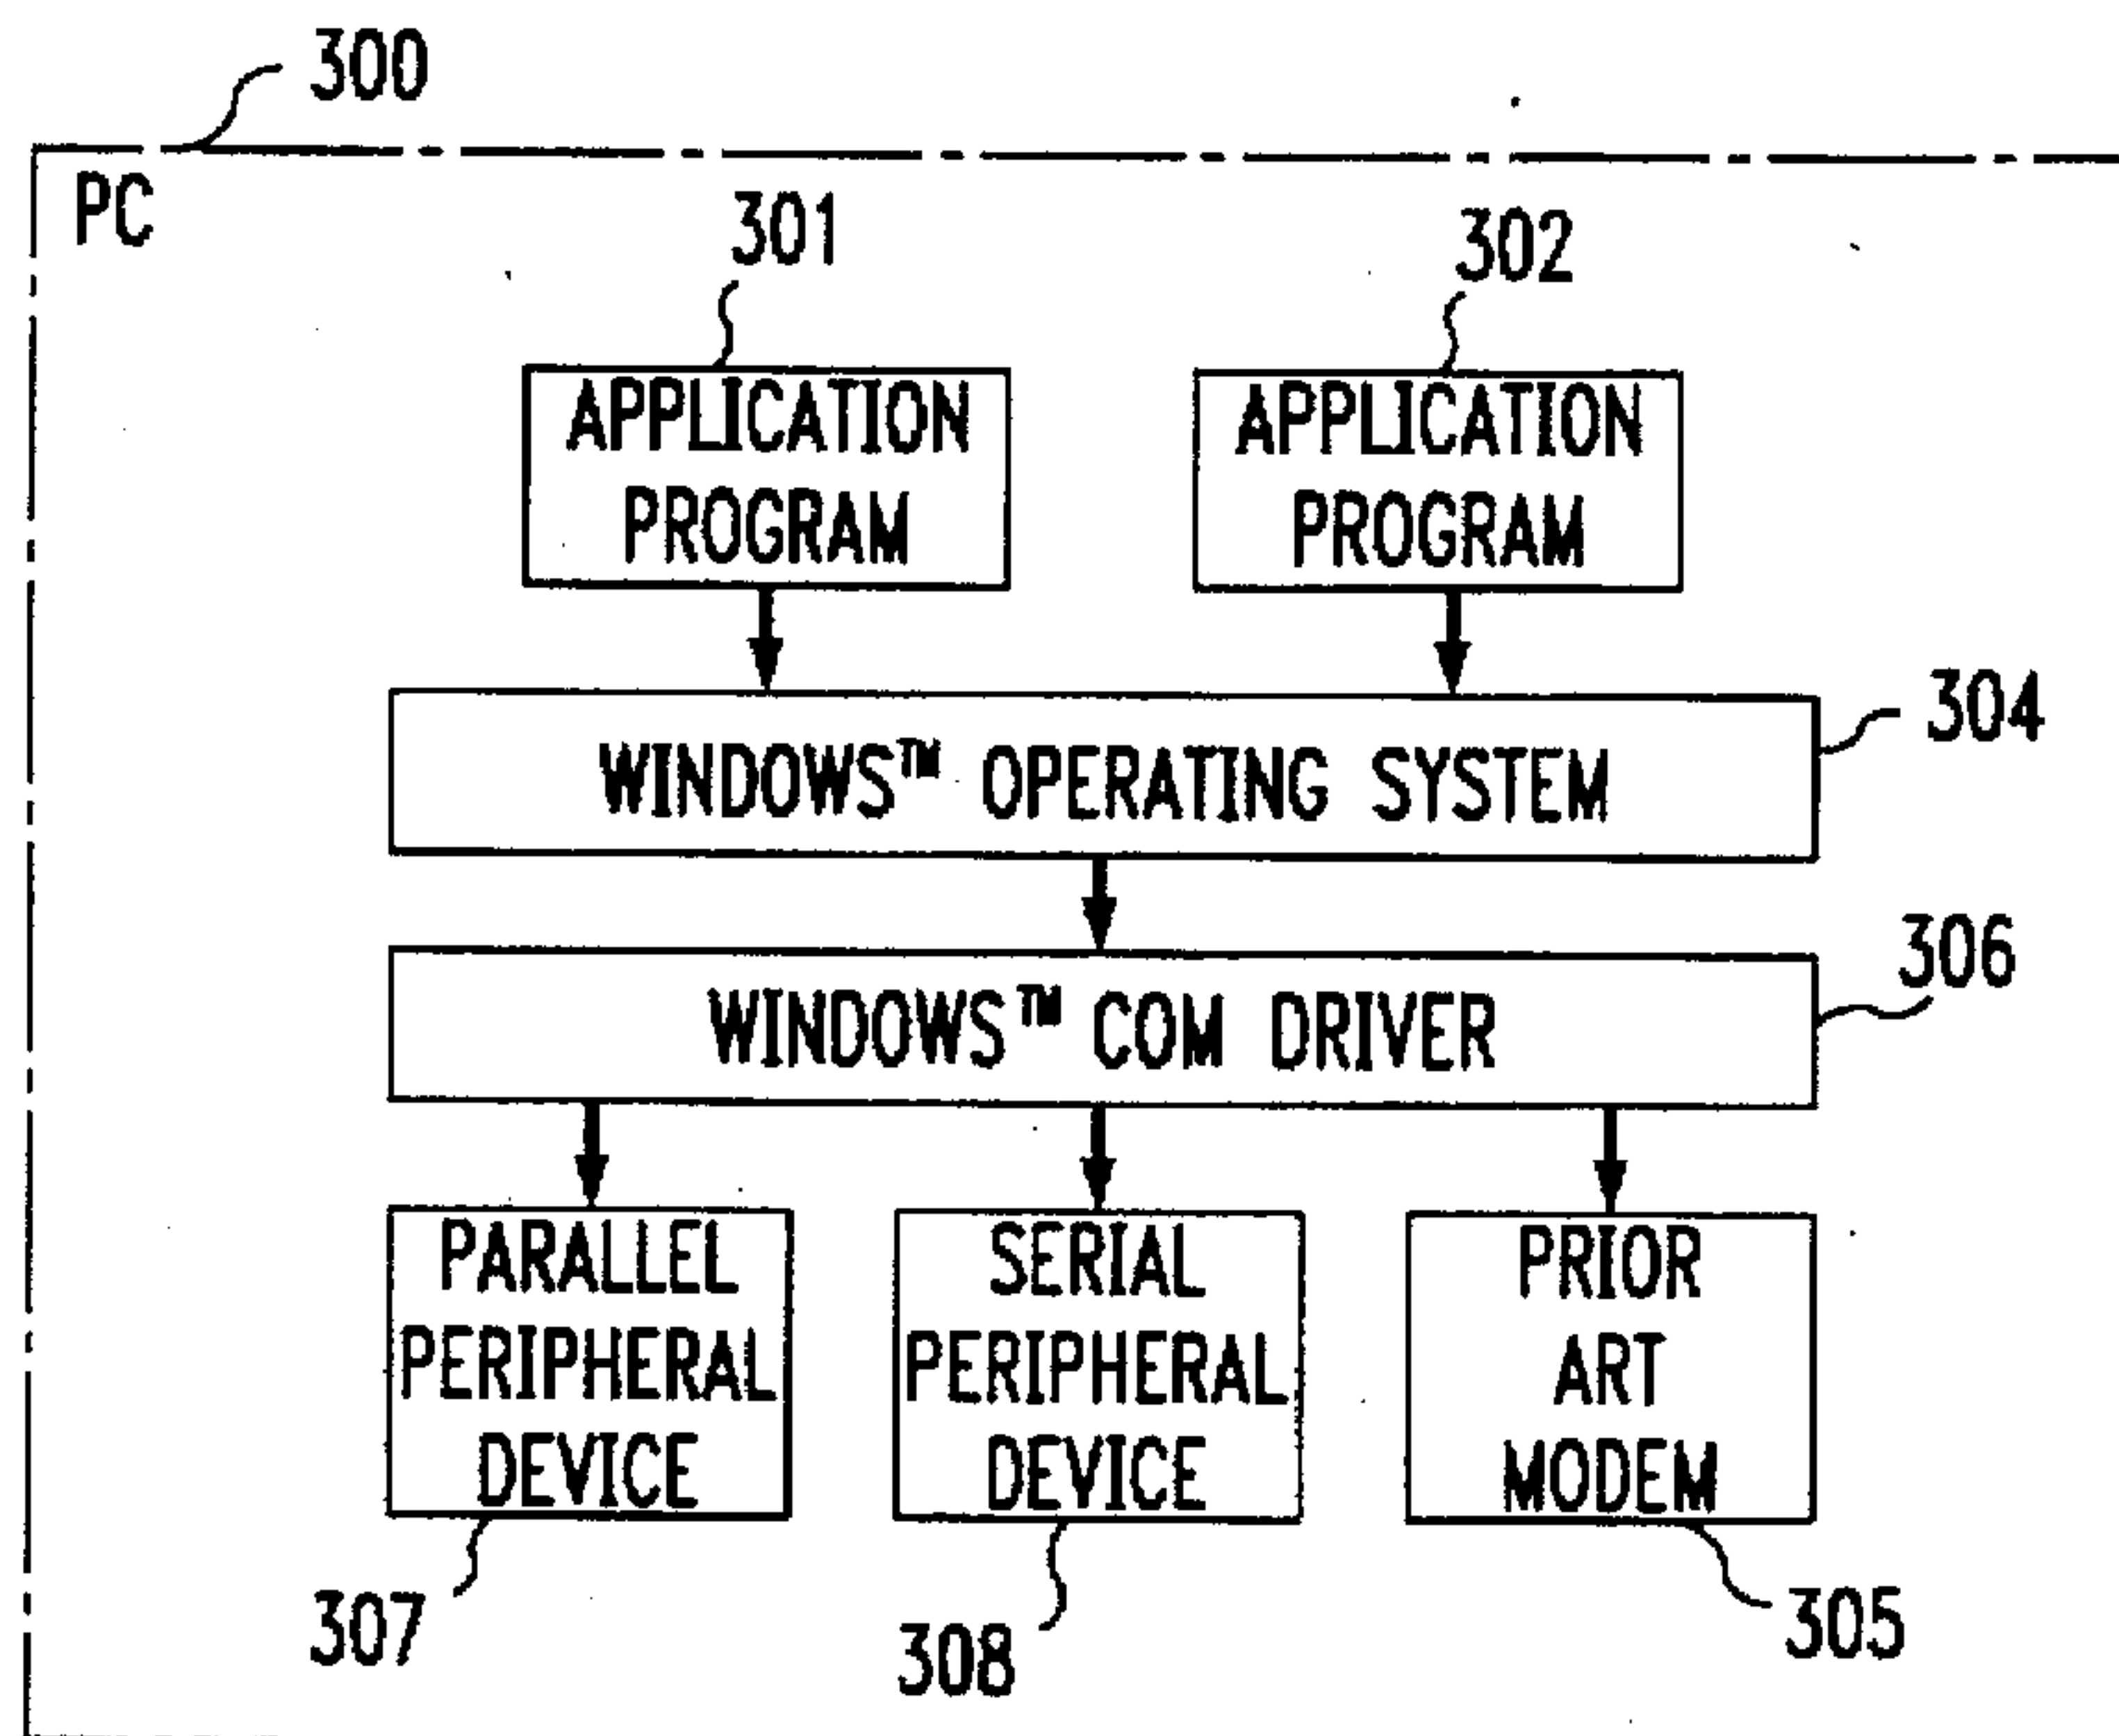 300
PC
301
302
APPLICATION
PROGRAM
APPLICATION
PROGRAM
304
WINDOWS™ OPERATING SYSTEM
306
WINDOWS™ COM DRIVER
PARALLEL
PERIPHERAL
DEVICE
SERIAL
PERIPHERAL
DEVICE
PRIOR
ART
MODEM
307
308
305